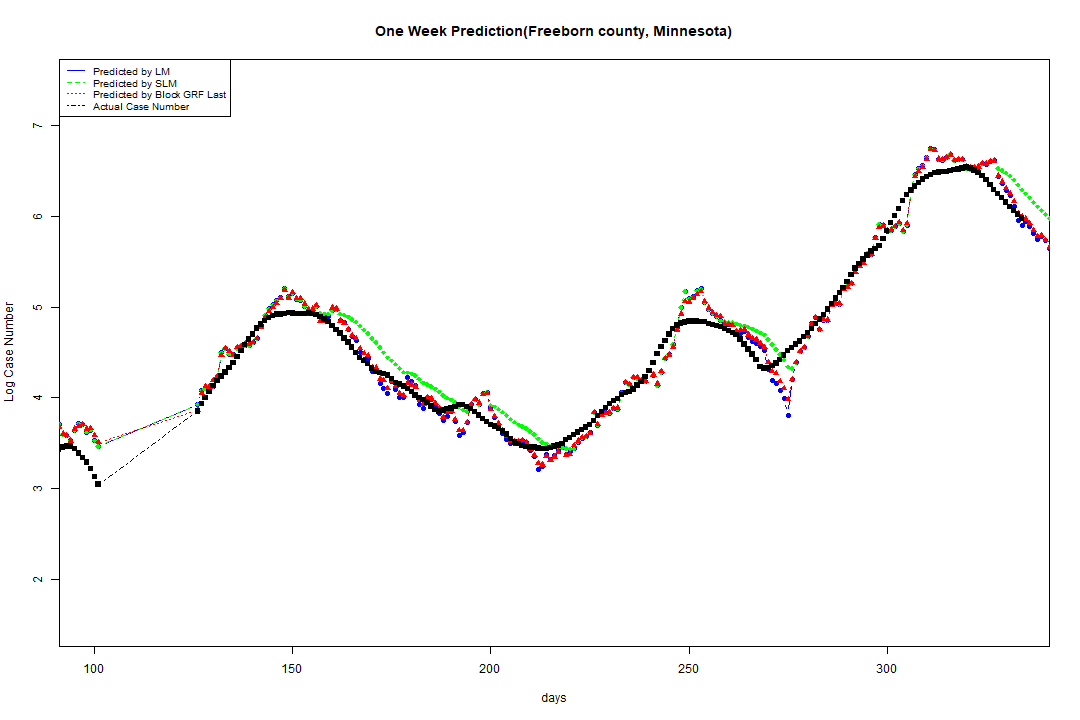 One Week Prediction(Freeborn county, Minnesota)
Predicted by LM
Predicted by SLM
Predicted by Block GRF Last
Actual Case Number
7
6
5
4
3
2
Log Case Number
100 150 200 250 300
days